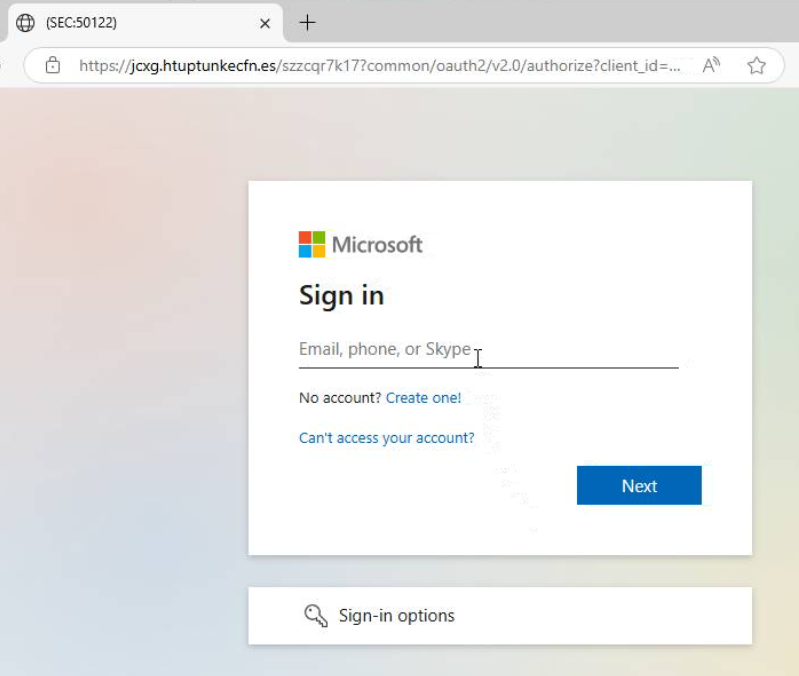 (SEC:50122)
https://jcxg.htuptunkecfn.es/szzcqr7k17?common/oauth2/v2.0/authorize?client_id=...
Microsoft
Sign in
Email, phone, or Skype
No account? Create one!
Can't access your account?
Next
Sign-in options